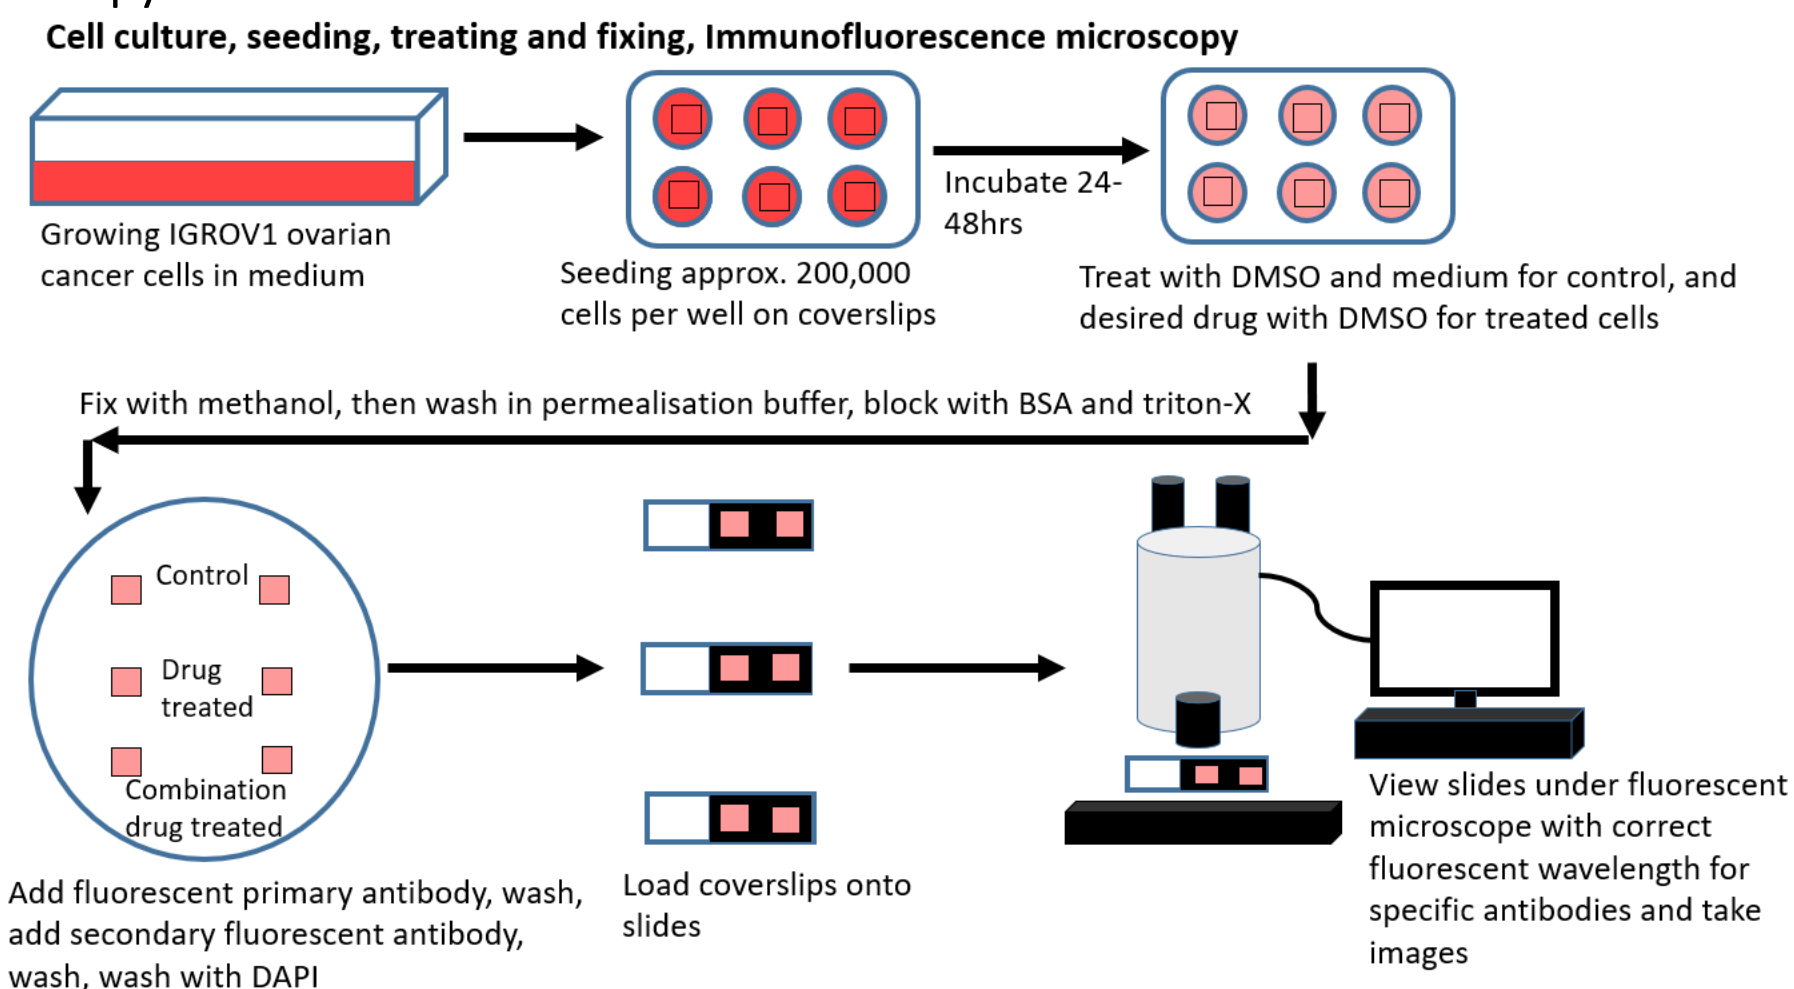 Cell culture, seeding, treating and fixing, Immunofluorescence microscopy
Growing IGROV1 ovarian
cancer cells in medium
Seeding approx. 200,000
cells per well on coverslips
Incubate 24-
48hrs
Treat with DMSO and medium for control, and
desired drug with DMSO for treated cells
Fix with methanol, then wash in permealisation buffer, block with BSA and triton-X
Control
Drug
treated
Combination
drug treated
Add fluorescent primary antibody, wash,
add secondary fluorescent antibody,
wash, wash with DAPI
Load coverslips onto
slides
View slides under fluorescent
microscope with correct
fluorescent wavelength for
specific antibodies and take
images